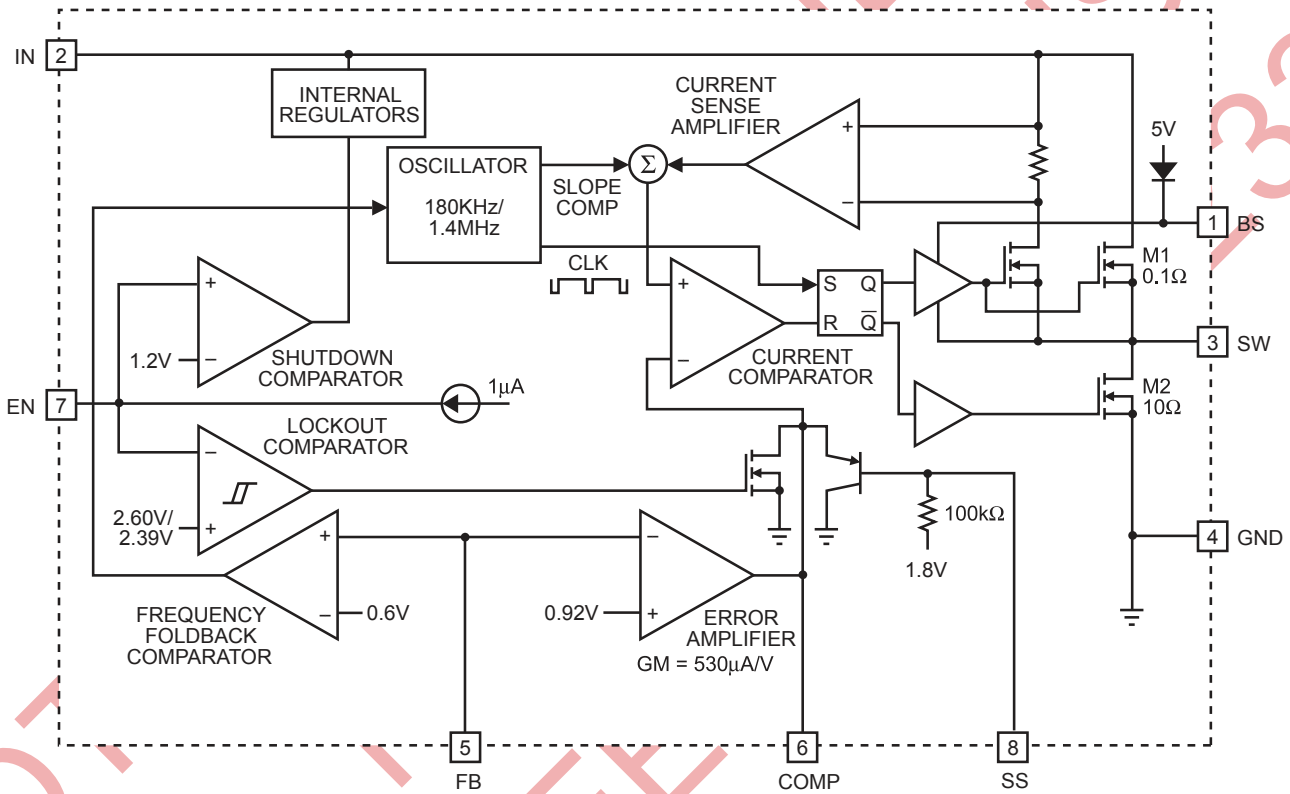 IN 2
INTERNAL
REGULATORS
CURRENT
SENSE
AMPLIFIER
+
−
5V
OSCILLATOR
180KHz/
1.4MHz
SLOPE
COMP
Σ
1 BS
M1
0.1Ω
CLK
+
−
1.2V
SHUTDOWN
COMPARATOR
+
−
CURRENT
COMPARATOR
S Q
R Q̅
3 SW
M2
10Ω
EN 7
1µA
LOCKOUT
COMPARATOR
−
+
2.60V/
2.39V
100kΩ
1.8V
4 GND
+
−
0.6V
FREQUENCY
FOLDBACK
COMPARATOR
−
+
0.92V
ERROR
AMPLIFIER
GM = 530µA/V
5
FB
6
COMP
8
SS